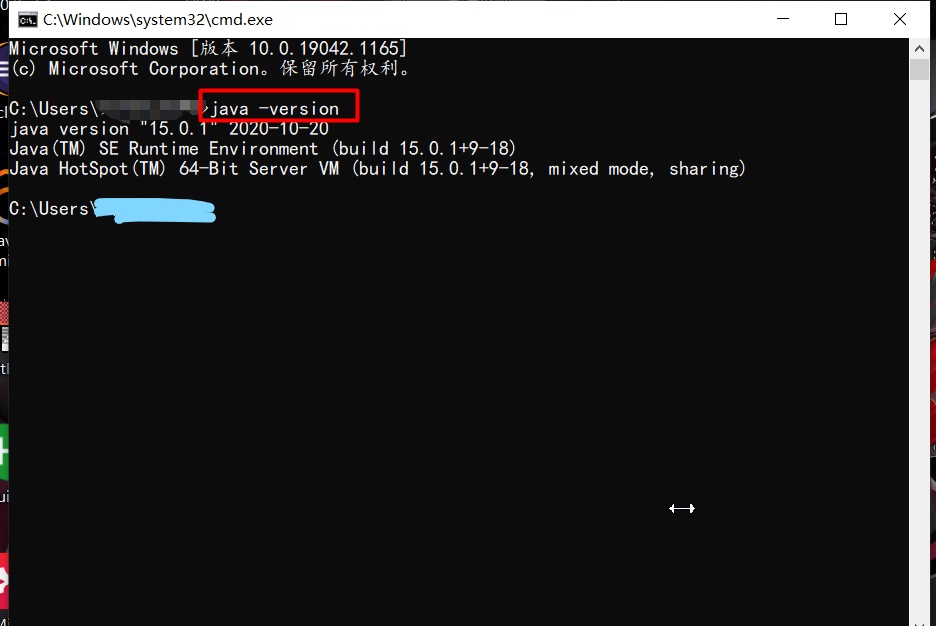 C:\Windows\system32\cmd.exe
Microsoft Windows [版本 10.0.19042.1165]
(c) Microsoft Corporation。保留所有权利。
C:\Users\ >java -version
java version "15.0.1" 2020-10-20
Java(TM) SE Runtime Environment (build 15.0.1+9-18)
Java HotSpot(TM) 64-Bit Server VM (build 15.0.1+9-18, mixed mode, sharing)
C:\Users\